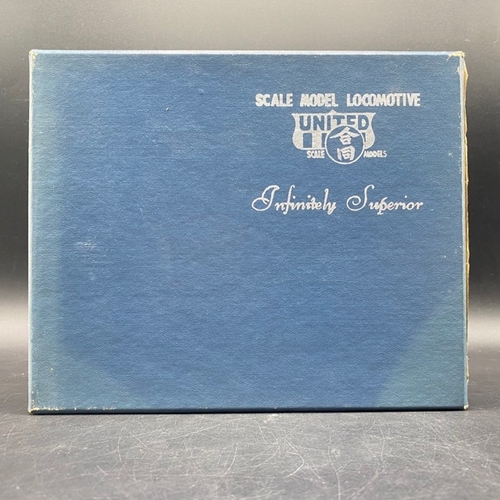 SCALE MODEL LOCOMOTIVE
UNITED
合同
SCALE MODELS
Infinitely Superior